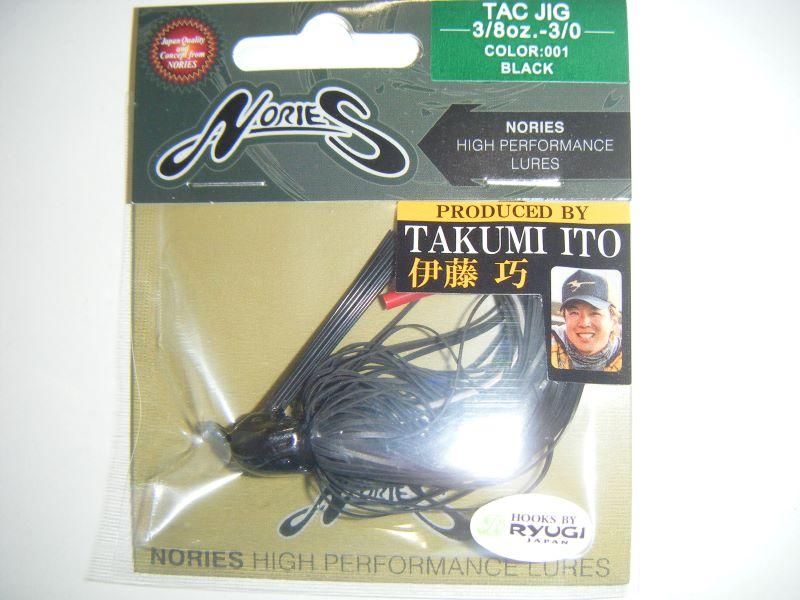 Japan Quality
and
Concept from
NORIES
NORIES
TAC JIG
3/8oz.-3/0
COLOR:001
BLACK
NORIES
HIGH PERFORMANCE
LURES
PRODUCED BY
TAKUMI ITO
伊藤 巧
NORIES
HOOKS BY
RYUGI
JAPAN
NORIES HIGH PERFORMANCE LURES